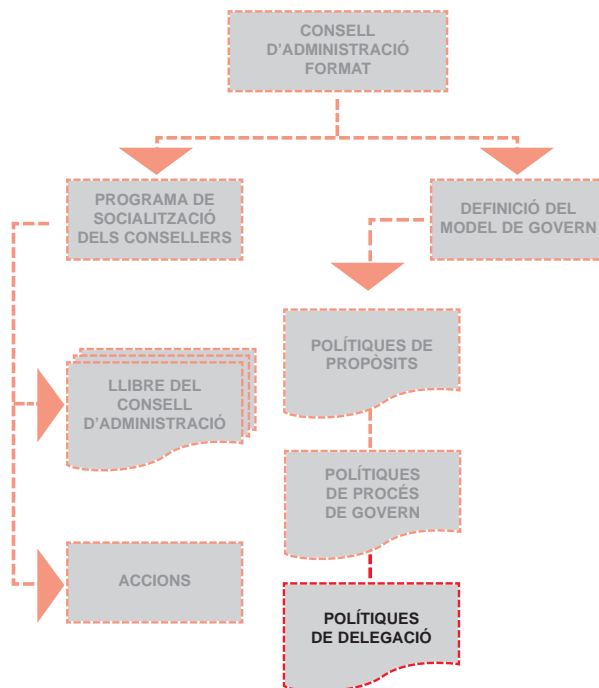 CONSELL
D'ADMINISTRACIÓ
FORMAT
PROGRAMA DE
SOCIALITZACIÓ
DELS CONSELLERS
DEFINICIÓ DEL
MODEL DE GOVERN
POLÍTIQUES DE
PROPÒSITS
LLIBRE DEL
CONSELL
D'ADMINISTRACIÓ
POLÍTIQUES
DE PROCÉS
DE GOVERN
ACCIONS
POLÍTIQUES
DE DELEGACIÓ